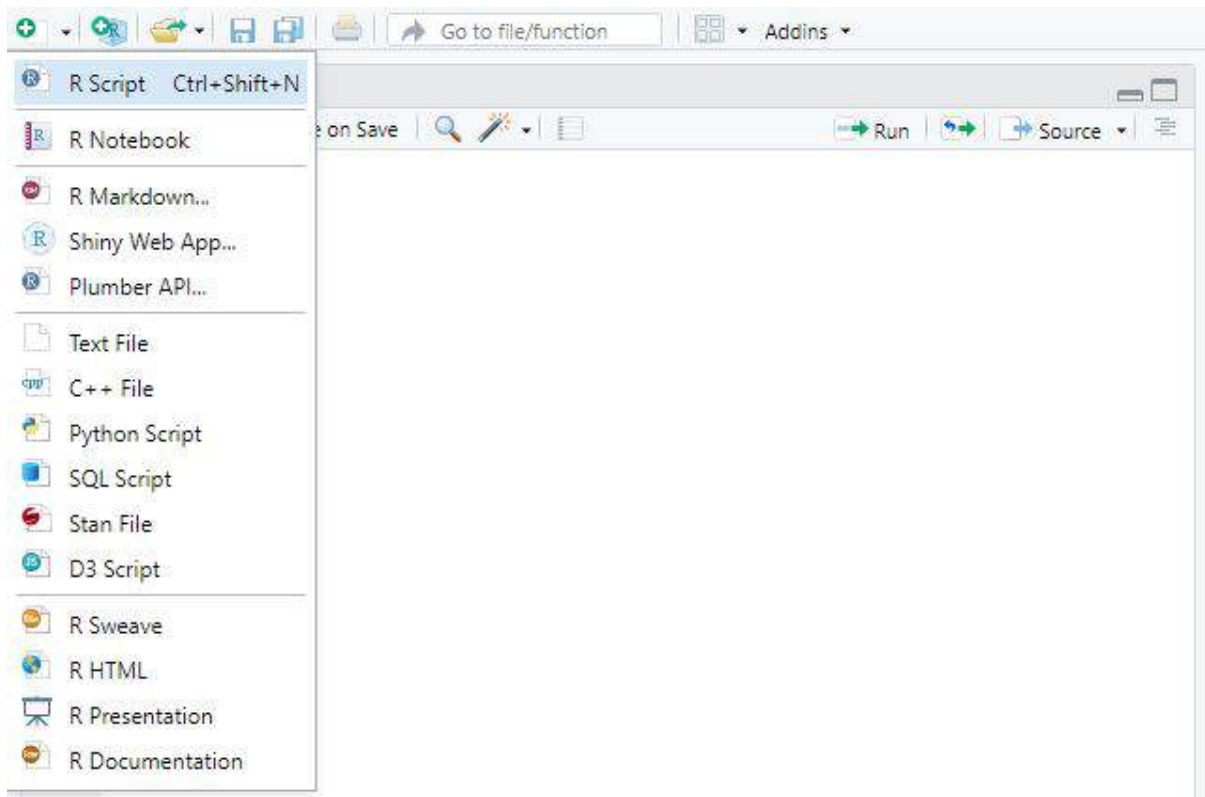 Go to file/function Addins
R Script Ctrl+Shift+N
R Notebook
e on Save Run Source
R Markdown...
Shiny Web App...
Plumber API...
Text File
C++ File
Python Script
SQL Script
Stan File
D3 Script
R Sweave
R HTML
R Presentation
R Documentation